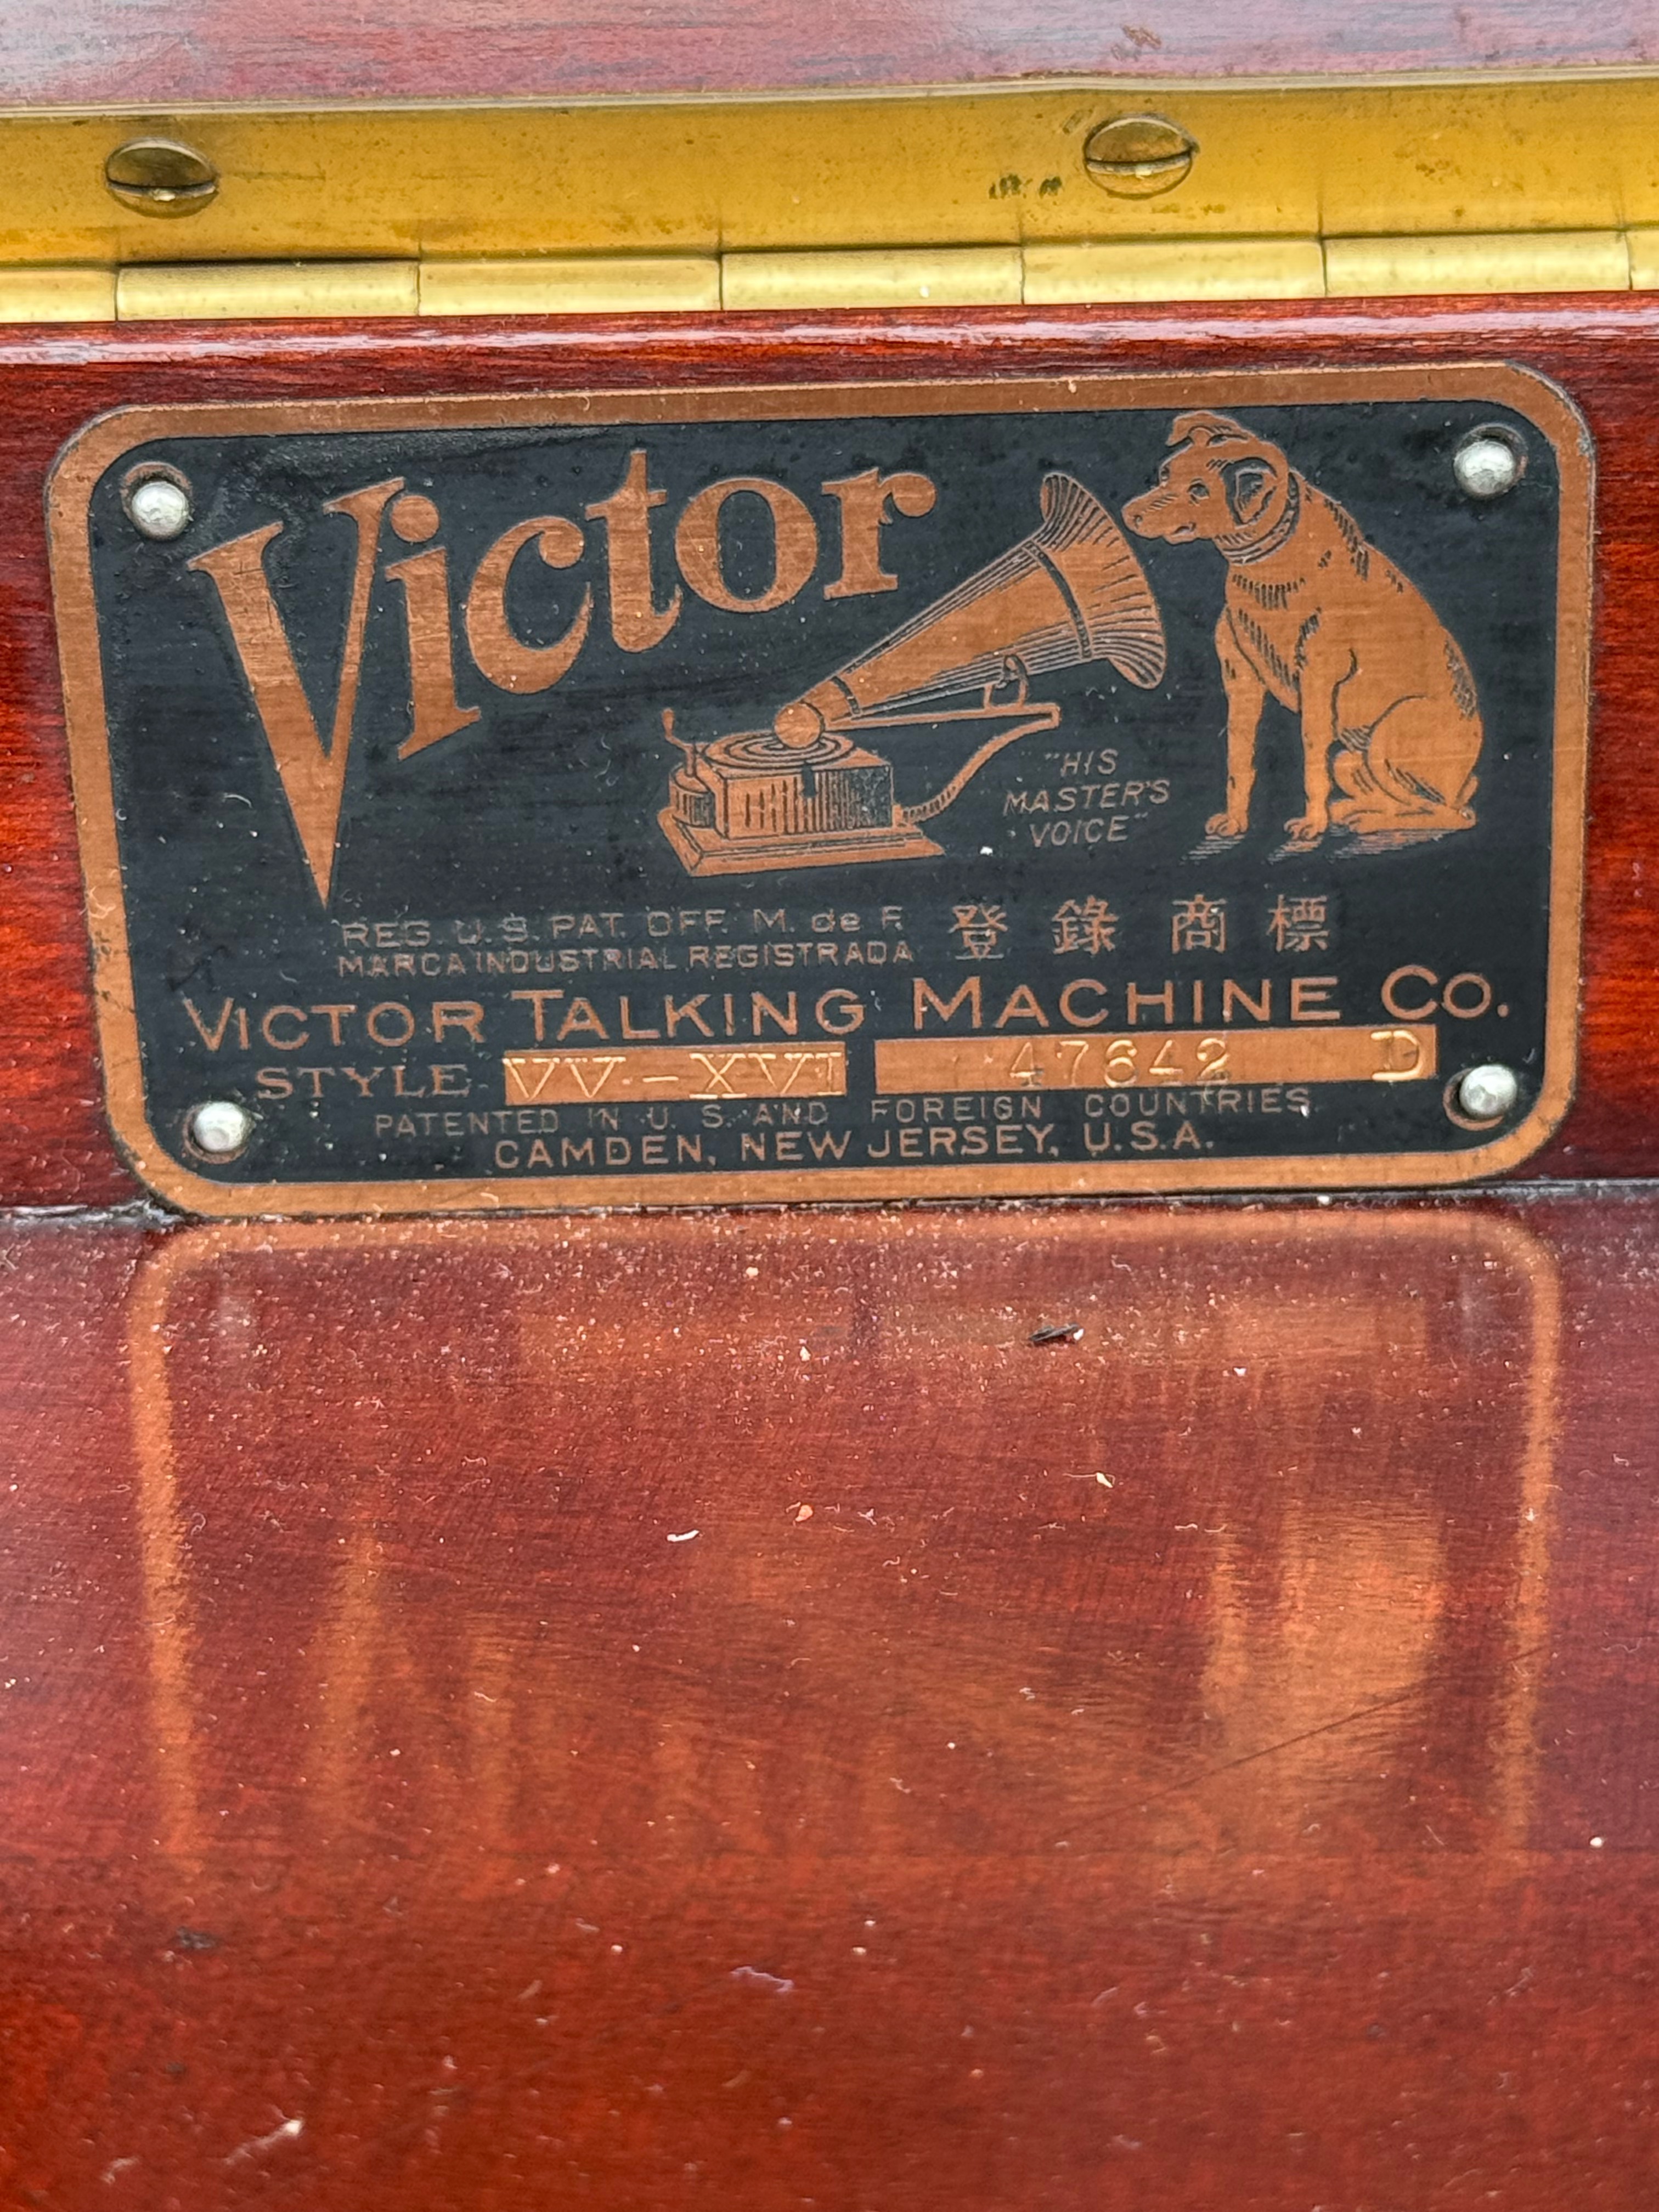 Victor
"HIS
MASTER'S
VOICE"
REG. U. S. PAT. OFF. M. de F.
MARCA INDUSTRIAL REGISTRADA
登錄商標
VICTOR TALKING MACHINE CO.
STYLE VV-XVI 47642 D
PATENTED IN U. S. AND FOREIGN COUNTRIES
CAMDEN, NEW JERSEY, U.S.A.